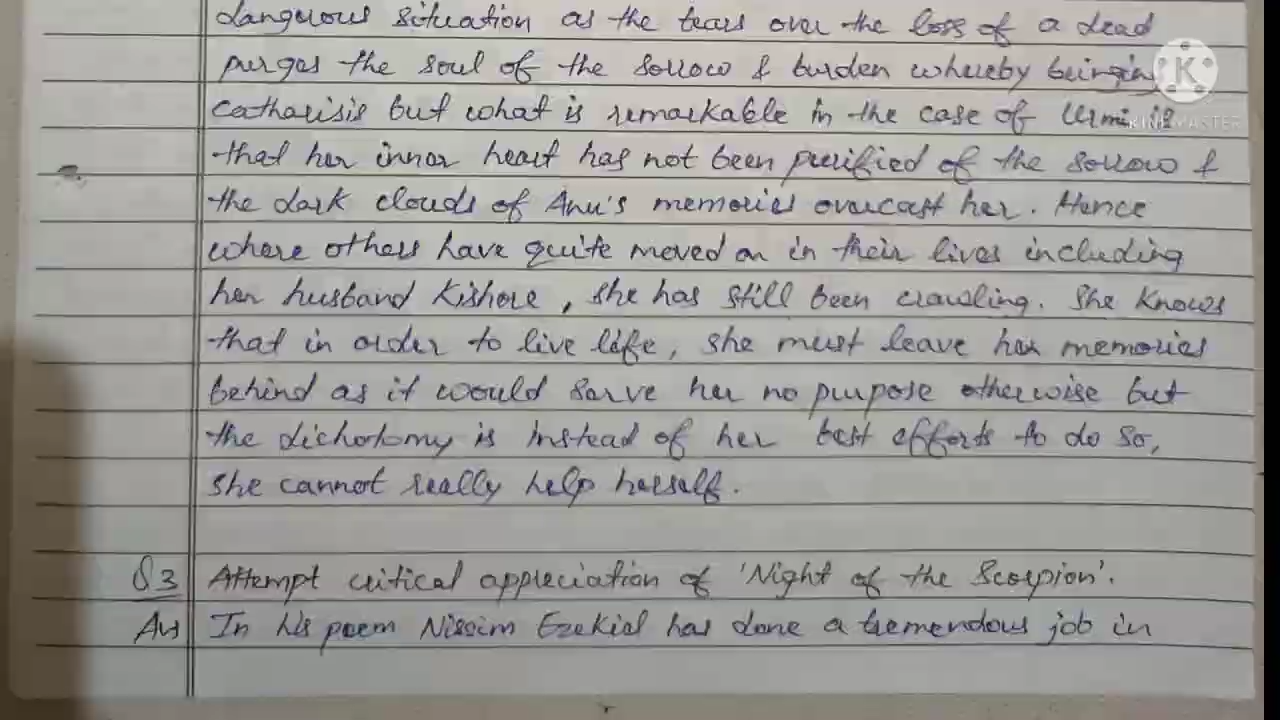 dangerous situation as the tears over the loss of a dead
purges the soul of the sorrow & burden whereby bringing
catharisis but what is remarkable in the case of Urmi is
that her inner heart has not been purified of the sorrow &
the dark clouds of Anu's memories overcast her. Hence
where others have quite moved on in their lives including
her husband Kishore, she has still been crawling. She knows
that in order to live life, she must leave her memories
behind as it would serve her no purpose otherwise but
the dichotomy is instead of her best efforts to do so,
she cannot really help herself.
Q3 Attempt critical appreciation of 'Night of the Scorpion'.
Ans In his poem Nissim Ezekiel has done a tremendous job in
K
KINEMASTER